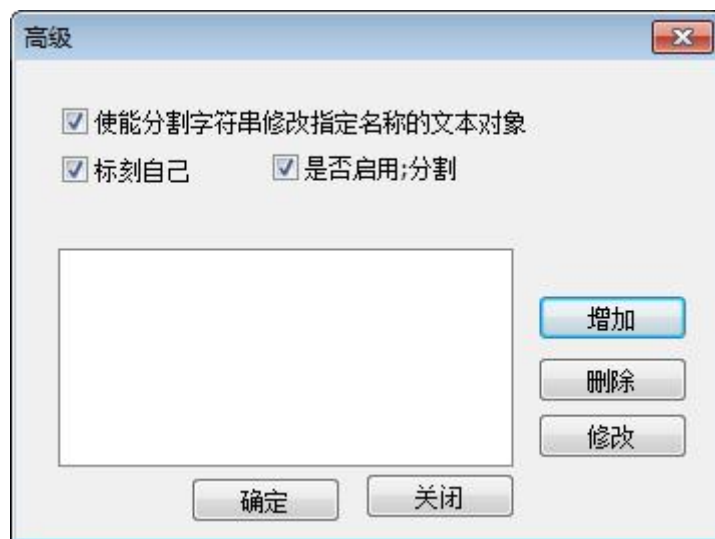 高级
使能分割字符串修改指定名称的文本对象
标刻自己 是否启用;分割
增加
删除
修改
确定 关闭